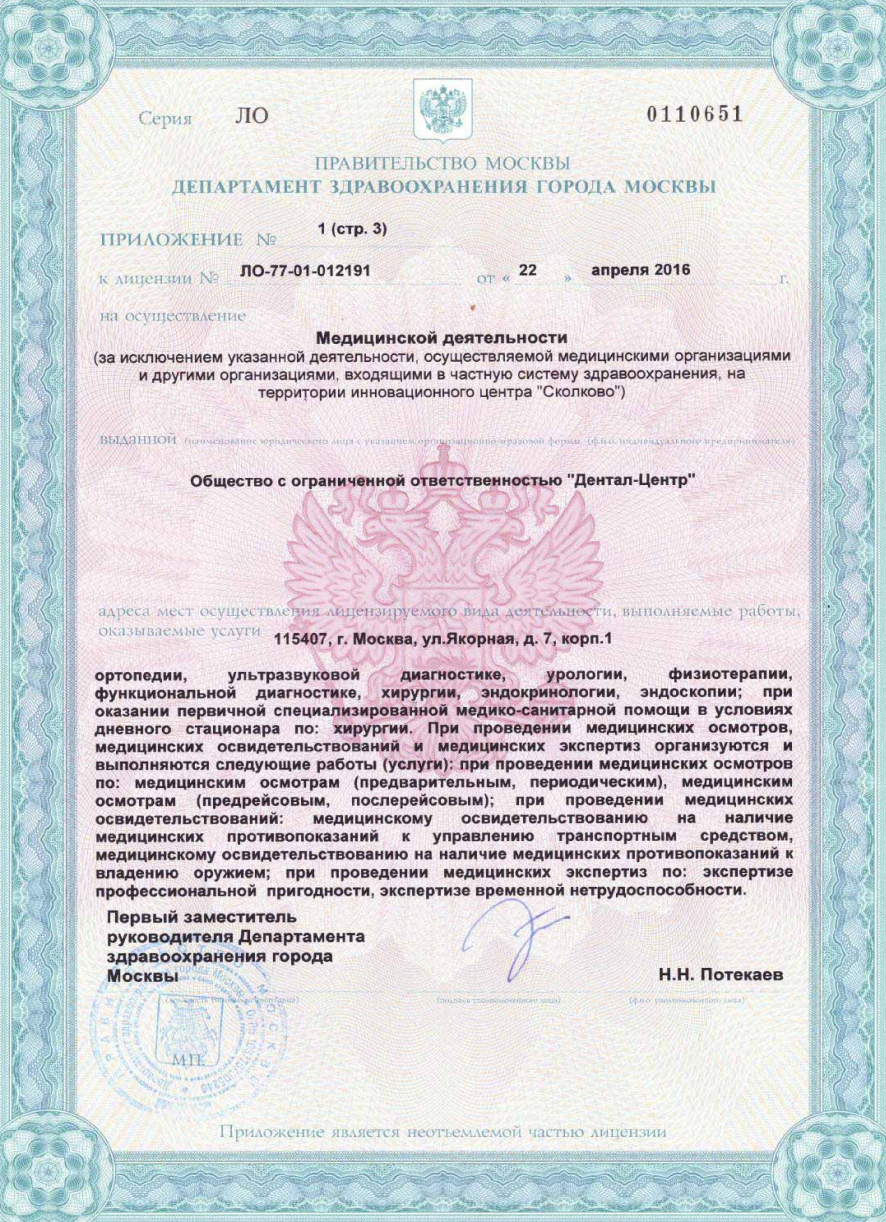 Серия ЛО 0110651
ПРАВИТЕЛЬСТВО МОСКВЫ
ДЕПАРТАМЕНТ ЗДРАВООХРАНЕНИЯ ГОРОДА МОСКВЫ
ПРИЛОЖЕНИЕ № 1 (стр. 3)
к лицензии № ЛО-77-01-012191 от « 22 » апреля 2016 г.
на осуществление
Медицинской деятельности
(за исключением указанной деятельности, осуществляемой медицинскими организациями
и другими организациями, входящими в частную систему здравоохранения, на
территории инновационного центра "Сколково")
выданной (наименование юридического лица с указанием организационно-правовой формы (ф.и.о. индивидуального предпринимателя)
Общество с ограниченной ответственностью "Дентал-Центр"
адреса мест осуществления лицензируемого вида деятельности, выполняемые работы,
оказываемые услуги 115407, г. Москва, ул.Якорная, д. 7, корп.1
ортопедии, ультразвуковой диагностике, урологии, физиотерапии,
функциональной диагностике, хирургии, эндокринологии, эндоскопии; при
оказании первичной специализированной медико-санитарной помощи в условиях
дневного стационара по: хирургии. При проведении медицинских осмотров,
медицинских освидетельствований и медицинских экспертиз организуются и
выполняются следующие работы (услуги): при проведении медицинских осмотров
по: медицинским осмотрам (предварительным, периодическим), медицинским
осмотрам (предрейсовым, послерейсовым); при проведении медицинских
освидетельствований: медицинскому освидетельствованию на наличие
медицинских противопоказаний к управлению транспортным средством,
медицинскому освидетельствованию на наличие медицинских противопоказаний к
владению оружием; при проведении медицинских экспертиз по: экспертизе
профессиональной пригодности, экспертизе временной нетрудоспособности.
Первый заместитель
руководителя Департамента
здравоохранения города
Москвы Н.Н. Потекаев
(должность уполномоченного лица) (подпись уполномоченного лица) (ф.и.о. уполномоченного лица)
М.П.
Приложение является неотъемлемой частью лицензии